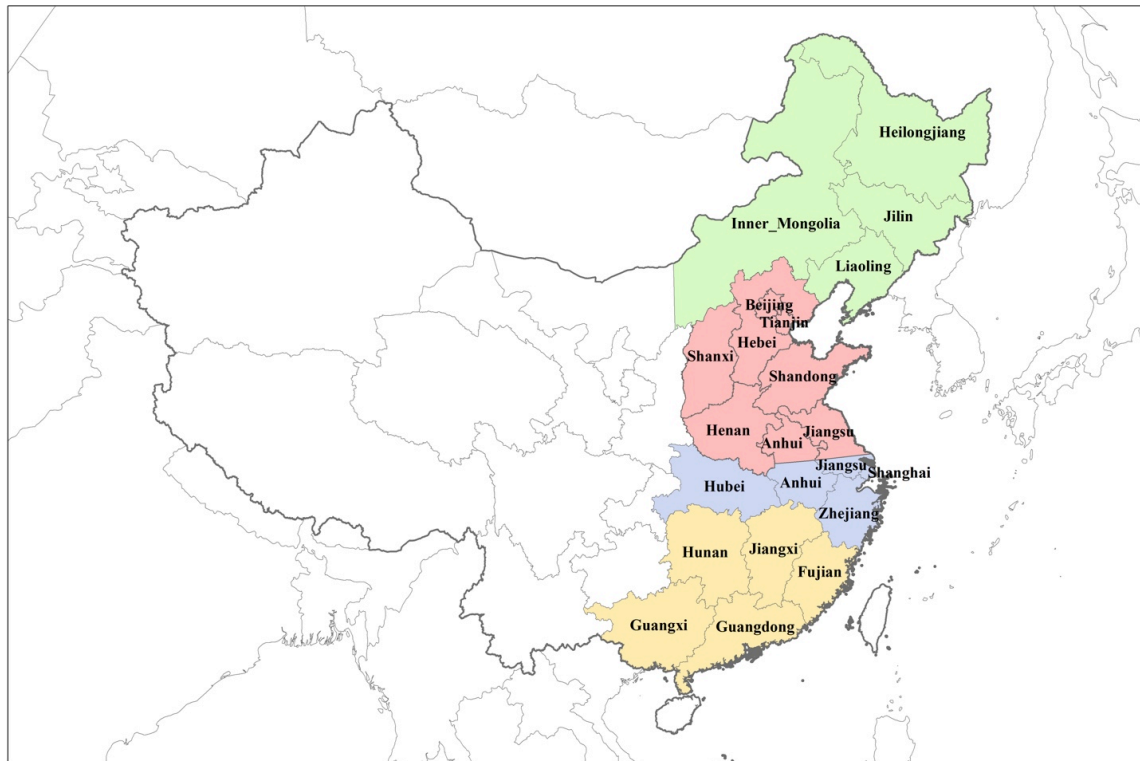 Heilongjiang
Inner_Mongolia
Jilin
Liaoling
Beijing
Tianjin
Hebei
Shanxi
Shandong
Henan
Jiangsu
Anhui
Jiangsu
Shanghai
Hubei
Anhui
Zhejiang
Hunan
Jiangxi
Fujian
Guangxi
Guangdong